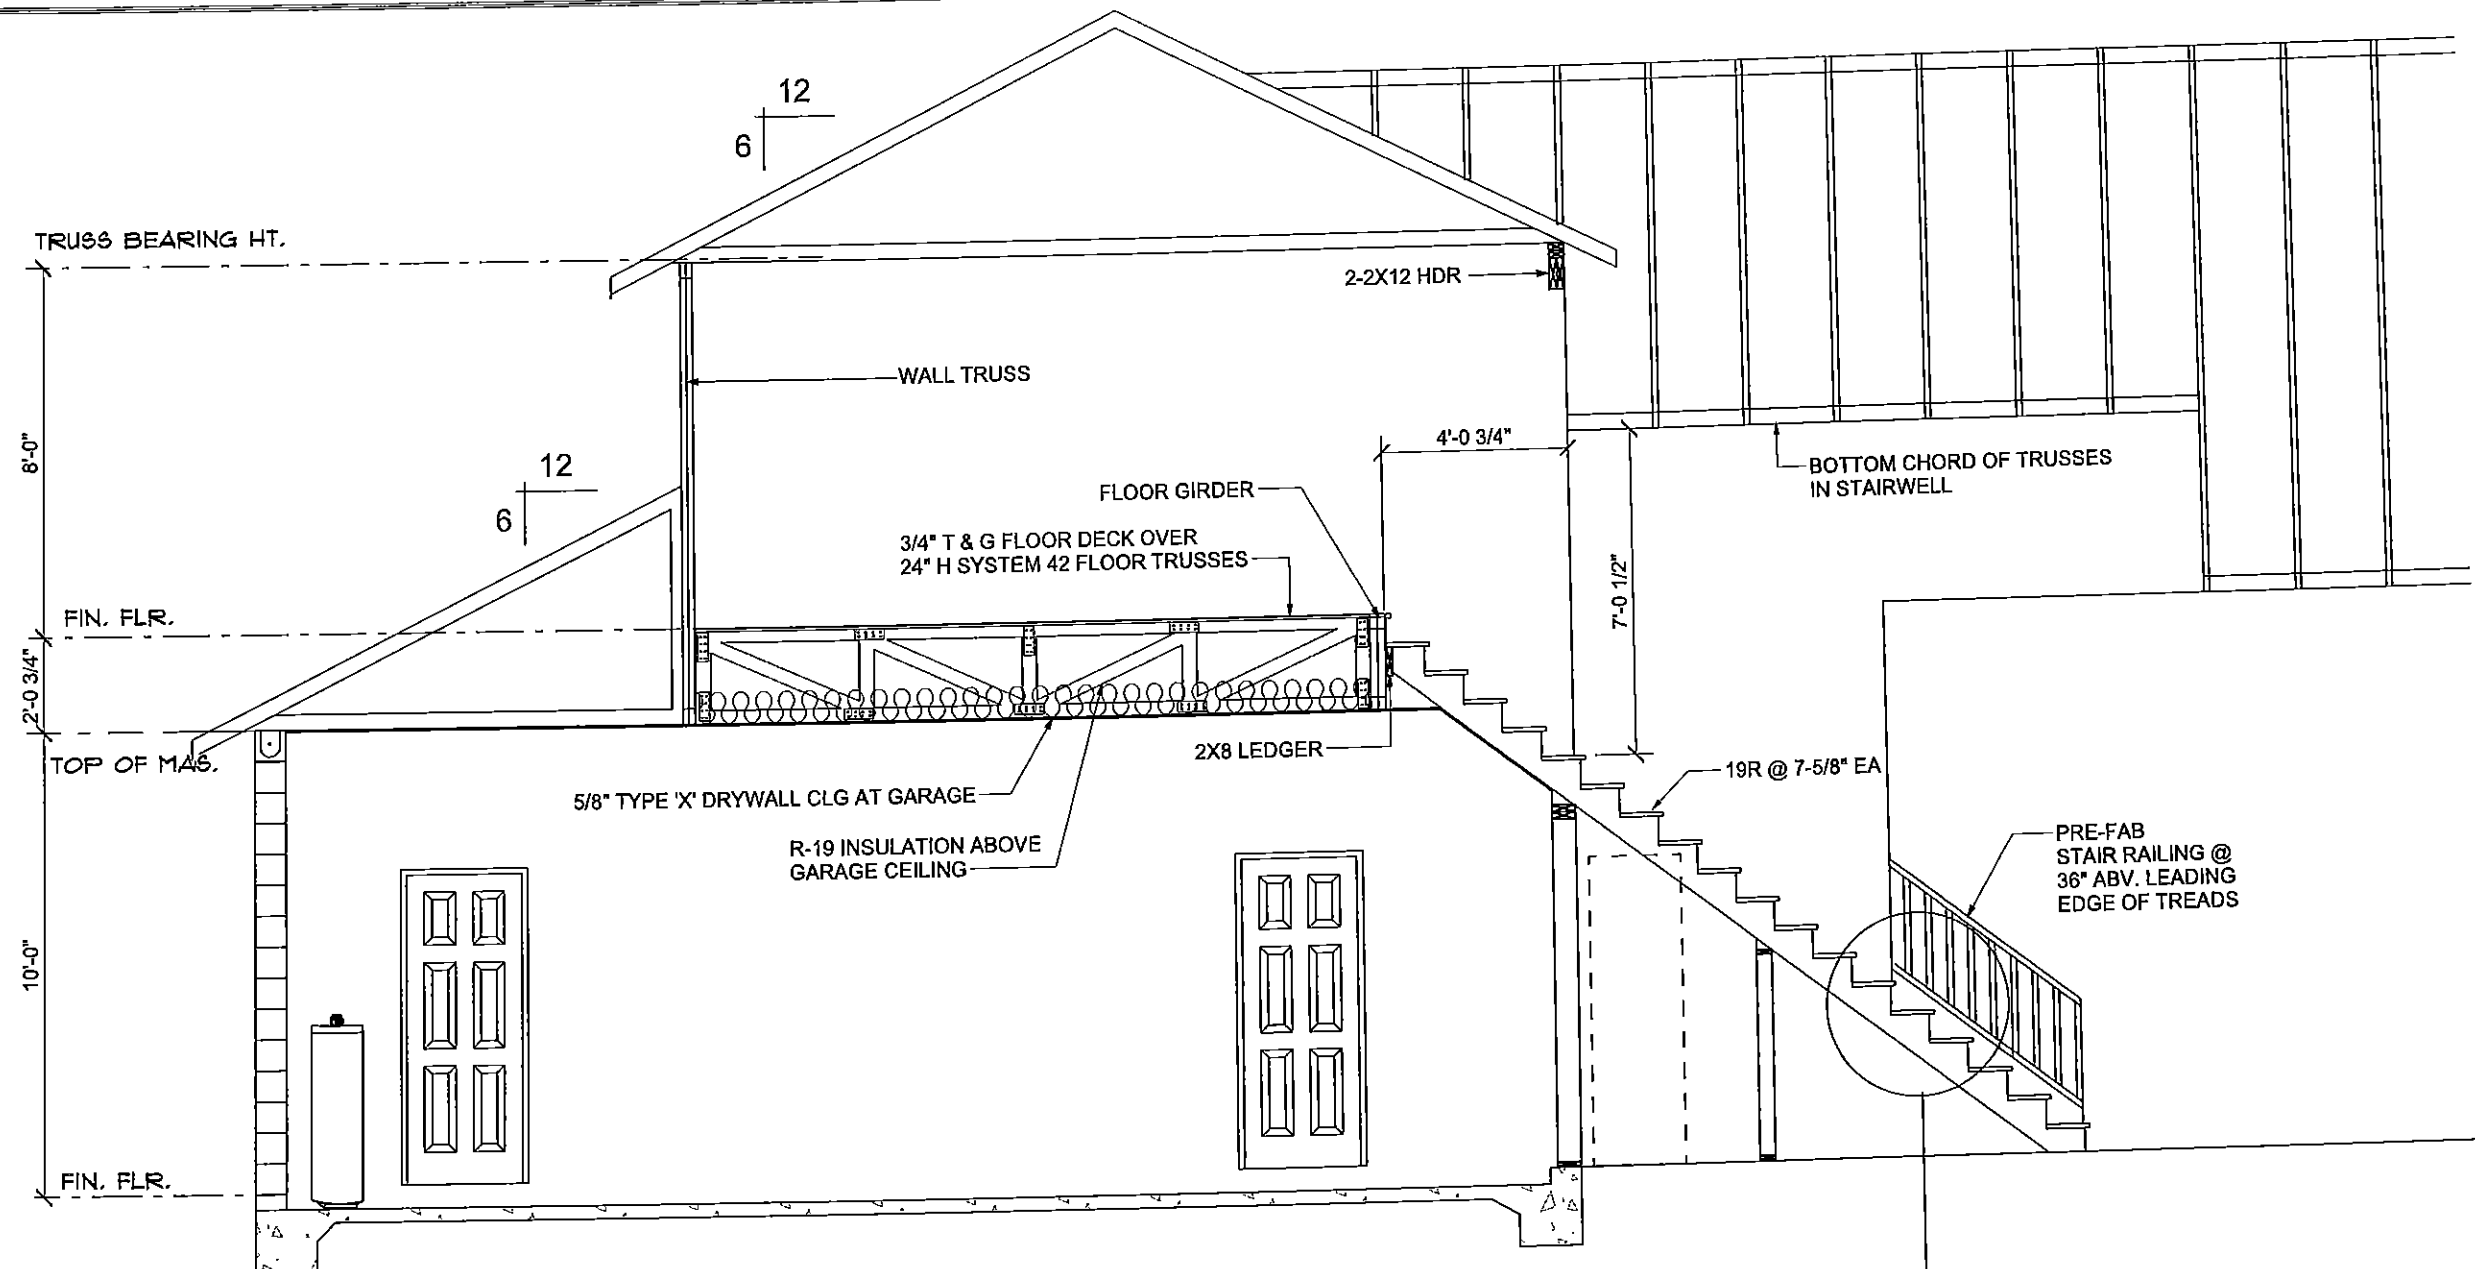 12
6
TRUSS BEARING HT.
2-2X12 HDR
WALL TRUSS
8'-0"
12
6
4'-0 3/4"
BOTTOM CHORD OF TRUSSES
IN STAIRWELL
FLOOR GIRDER
3/4" T & G FLOOR DECK OVER
24" H SYSTEM 42 FLOOR TRUSSES
7'-0 1/2"
FIN. FLR.
2'-0 3/4"
TOP OF MAS.
2X8 LEDGER
19R @ 7-5/8" EA
5/8" TYPE 'X' DRYWALL CLG AT GARAGE
R-19 INSULATION ABOVE
GARAGE CEILING
PRE-FAB
STAIR RAILING @
36" ABV. LEADING
EDGE OF TREADS
10'-0"
FIN. FLR.